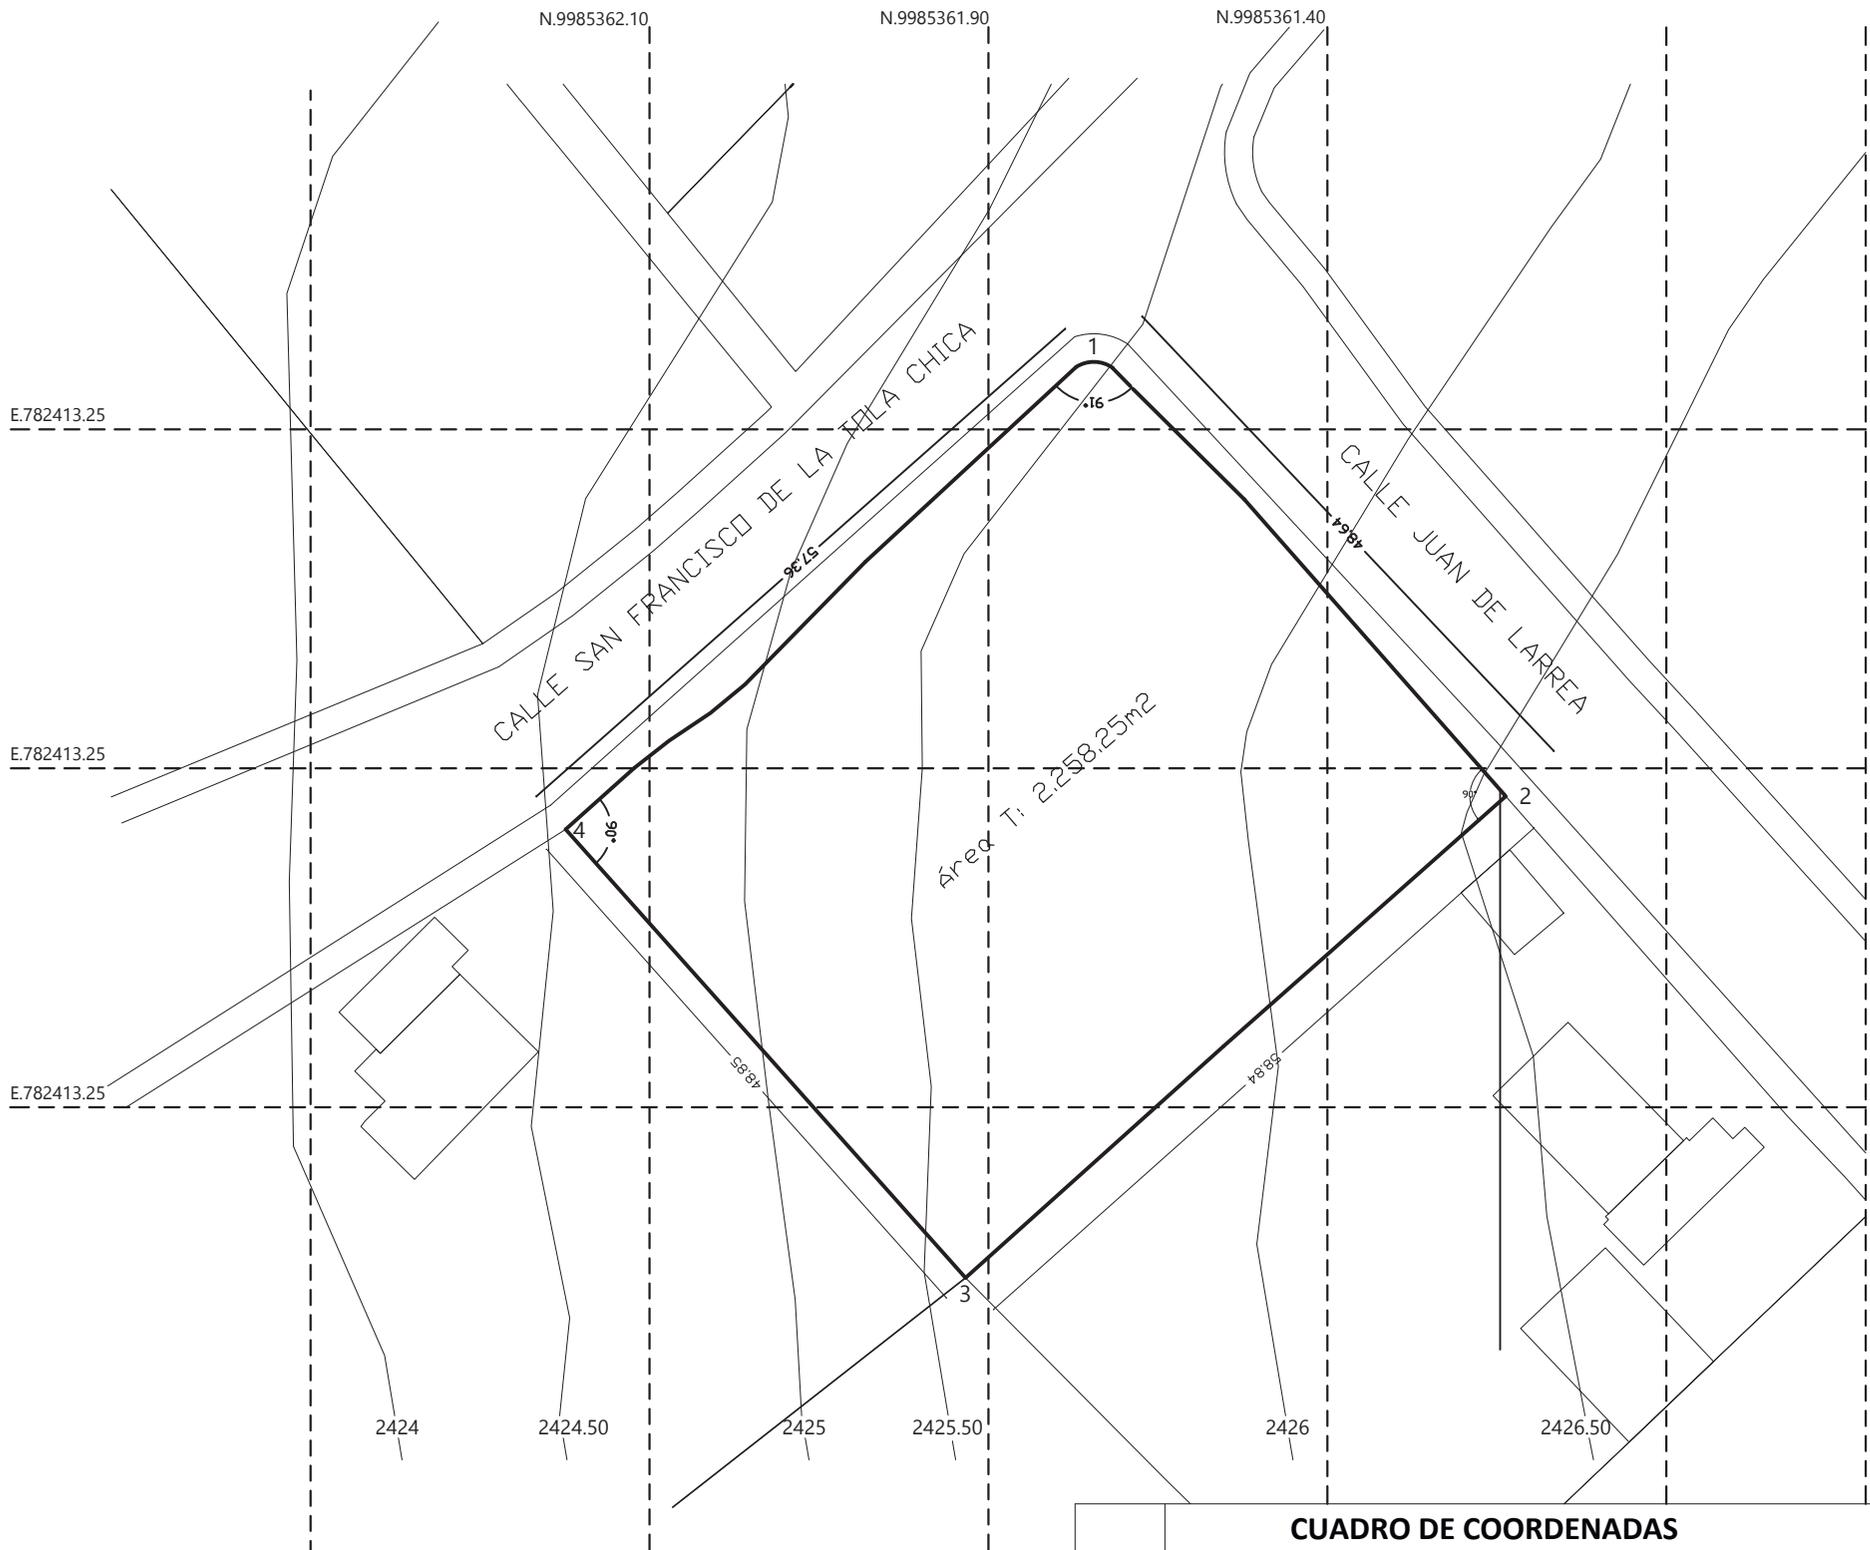 N.9985362.10
N.9985361.90
N.9985361.40
1
91°
E.782413.25
CALLE SAN FRANCISCO DE LA TOLA CHICA
57,36
CALLE JUAN DE LARREA
48,64
E.782413.25
Área T: 2,258.25m2
90°
2
4
90°
48,85
58,84
E.782413.25
3
2424
2424.50
2425
2425.50
2426
2426.50
CUADRO DE COORDENADAS